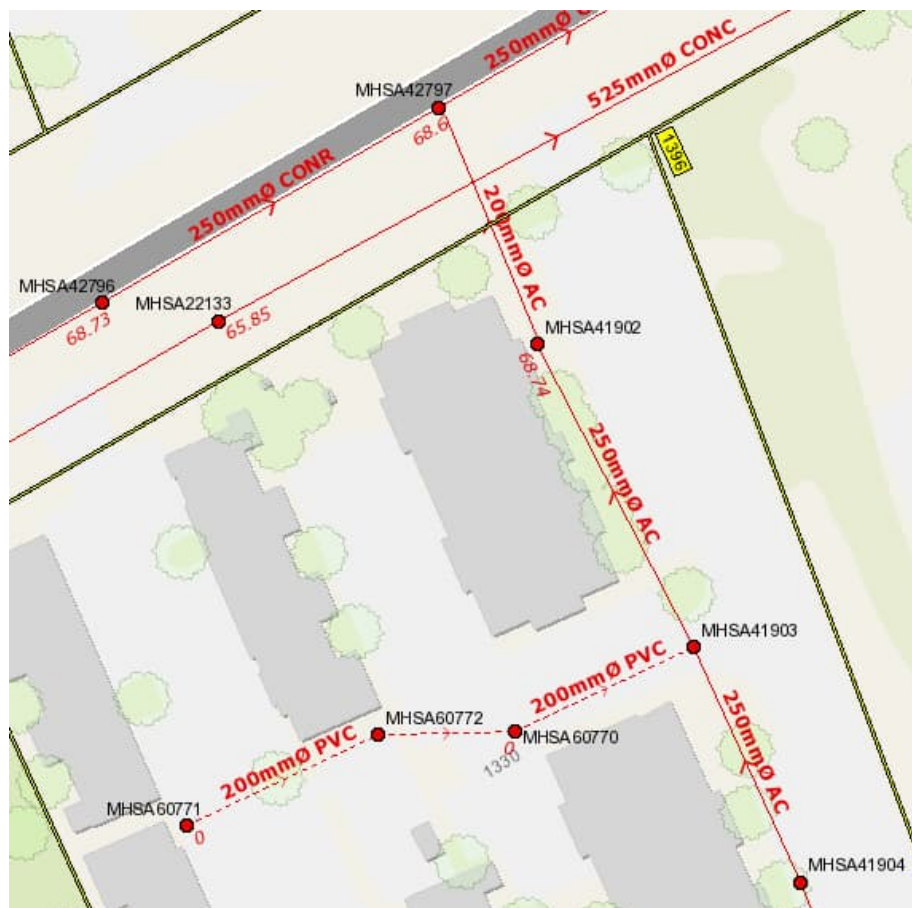 250mmØ C
525mmØ CONC
MHSA42797
68.6
1396
250mmØ CONR
200mmØ AC
MHSA42796
68.73
MHSA22133
65.85
MHSA41902
68.74
250mmØ AC
MHSA41903
200mmØ PVC
MHSA60772
MHSA60770
0
1330
200mmØ PVC
250mmØ AC
MHSA60771
0
MHSA41904